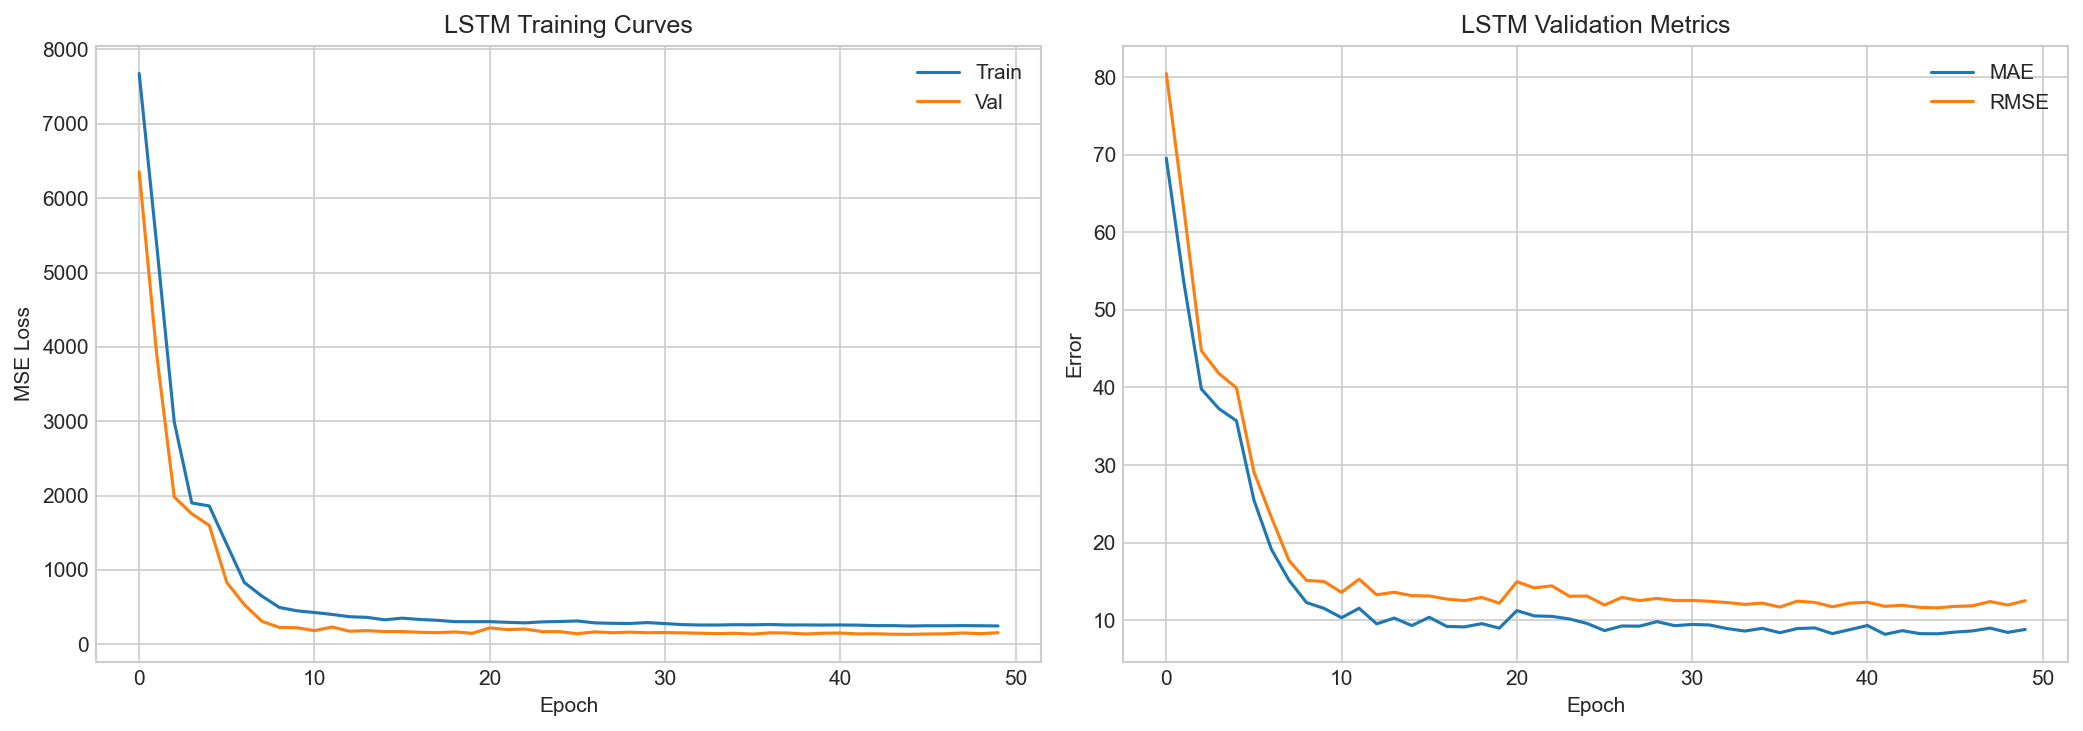 LSTM Training Curves
8000
7000
6000
5000
4000
3000
2000
1000
0
MSE Loss
Train
Val
0 10 20 30 40 50
Epoch
LSTM Validation Metrics
80
70
60
50
40
30
20
10
Error
MAE
RMSE
0 10 20 30 40 50
Epoch